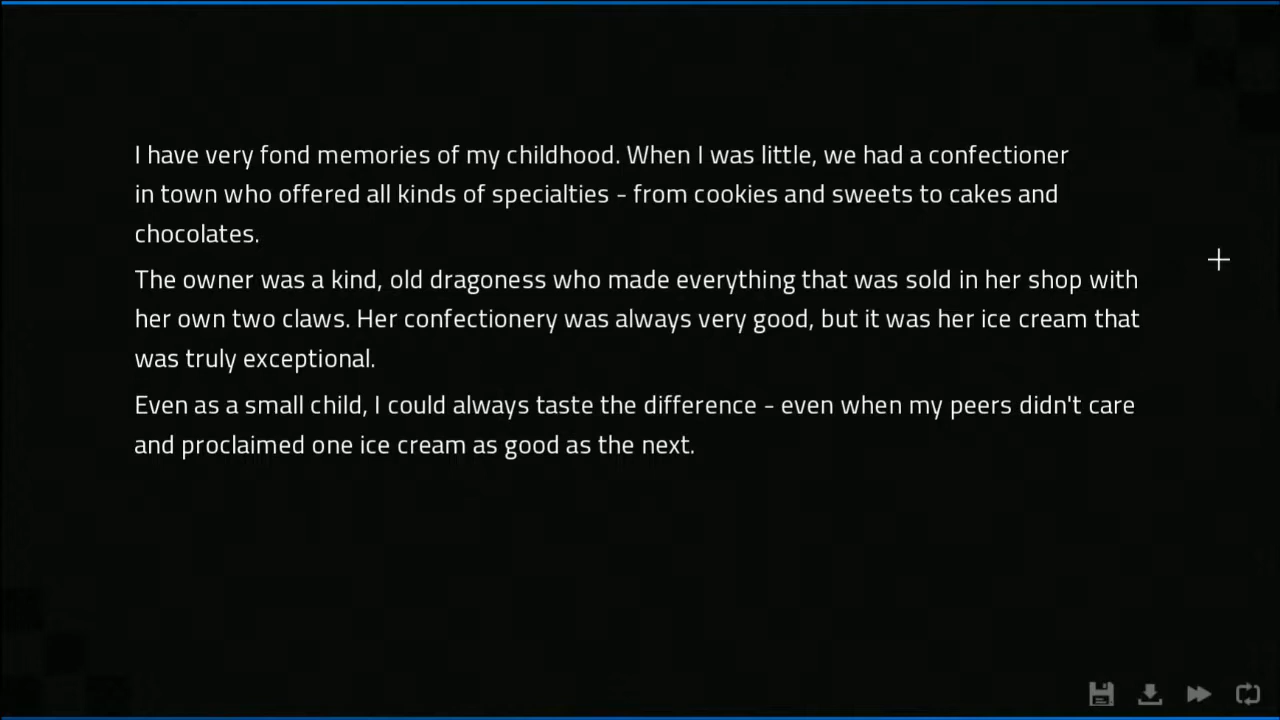 I have very fond memories of my childhood. When I was little, we had a confectioner
in town who offered all kinds of specialties - from cookies and sweets to cakes and
chocolates.
The owner was a kind, old dragoness who made everything that was sold in her shop with
her own two claws. Her confectionery was always very good, but it was her ice cream that
was truly exceptional.
Even as a small child, I could always taste the difference - even when my peers didn't care
and proclaimed one ice cream as good as the next.